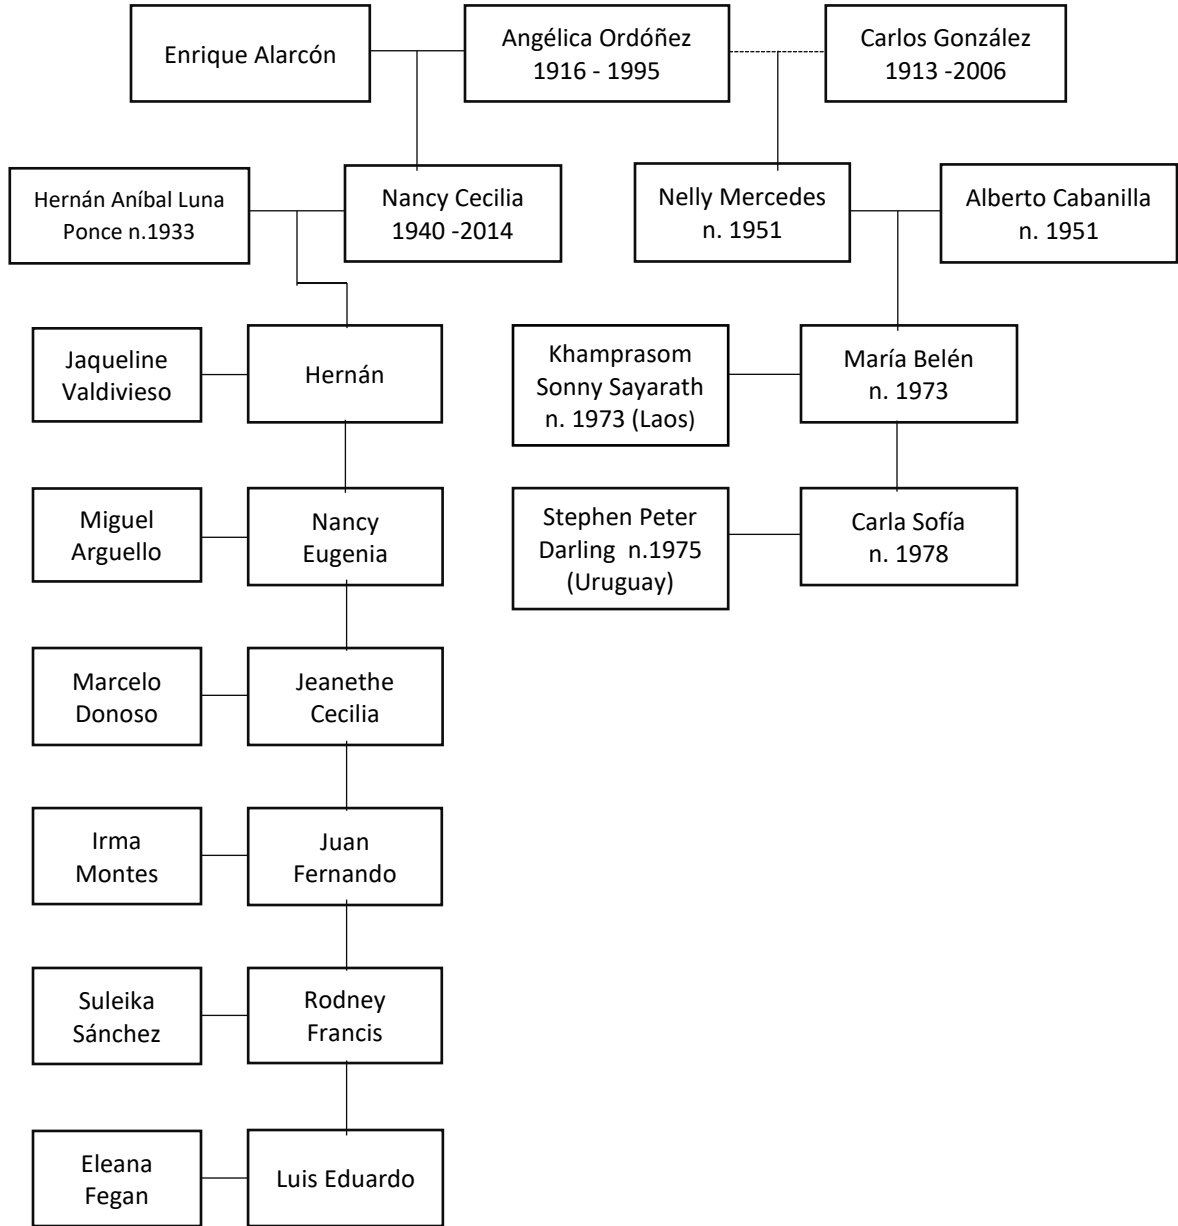 Enrique Alarcón
Angélica Ordóñez
1916 - 1995
Carlos González
1913 -2006
Hernán Aníbal Luna
Ponce n.1933
Nancy Cecilia
1940 -2014
Nelly Mercedes
n. 1951
Alberto Cabanilla
n. 1951
Jaqueline
Valdivieso
Hernán
Khamprasom
Sonny Sayarath
n. 1973 (Laos)
María Belén
n. 1973
Miguel
Arguello
Nancy
Eugenia
Stephen Peter
Darling  n.1975
(Uruguay)
Carla Sofía
n. 1978
Marcelo
Donoso
Jeanethe
Cecilia
Irma
Montes
Juan
Fernando
Suleika
Sánchez
Rodney
Francis
Eleana
Fegan
Luis Eduardo